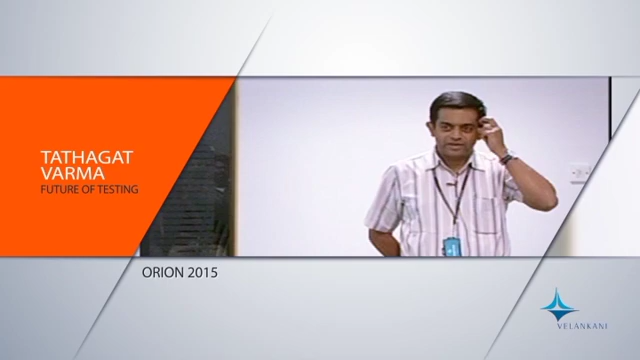 TATHAGAT
VARMA
FUTURE OF TESTING
ORION 2015
VELANKANI